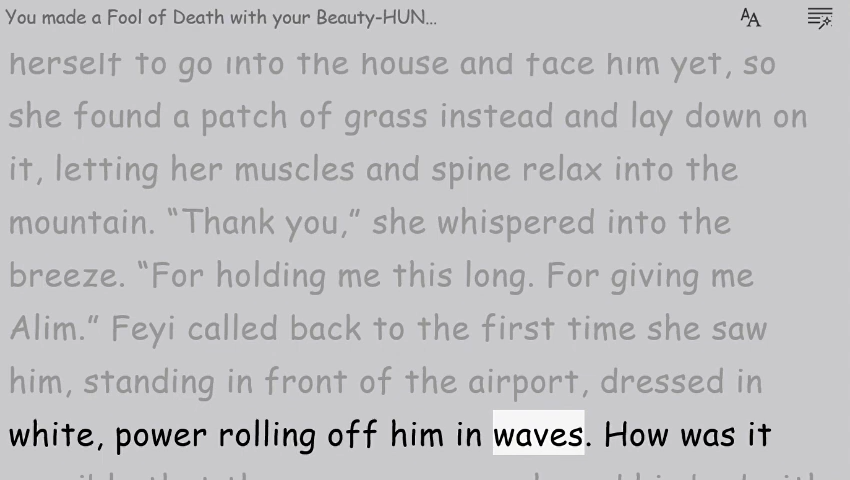 You made a Fool of Death with your Beauty-HUN...
herself to go into the house and face him yet, so
she found a patch of grass instead and lay down on
it, letting her muscles and spine relax into the
mountain. “Thank you,” she whispered into the
breeze. “For holding me this long. For giving me
Alim.” Feyi called back to the first time she saw
him, standing in front of the airport, dressed in
white, power rolling off him in waves. How was it